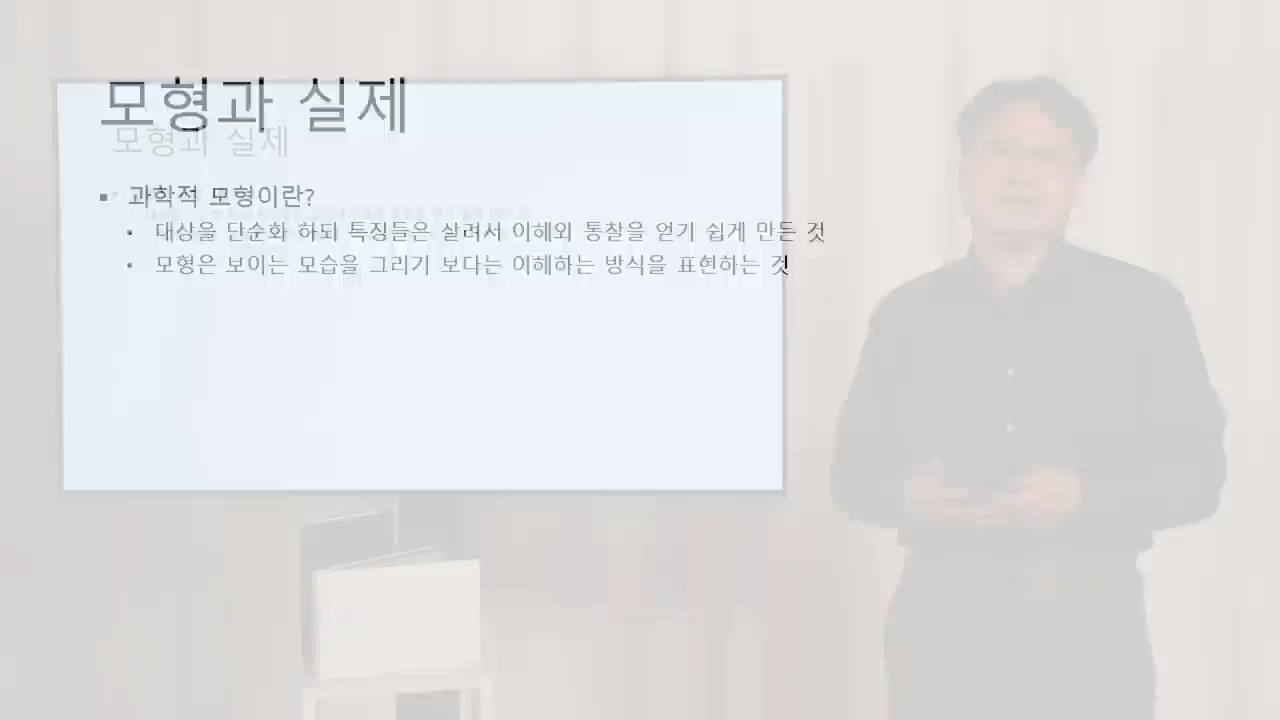 모형과 실제
모형과 실제
과학적 모형이란?
대상을 단순화 하되 특징들은 살려서 이해와 통찰을 얻기 쉽게 만든 것
모형은 보이는 모습을 그리기 보다는 이해하는 방식을 표현하는 것